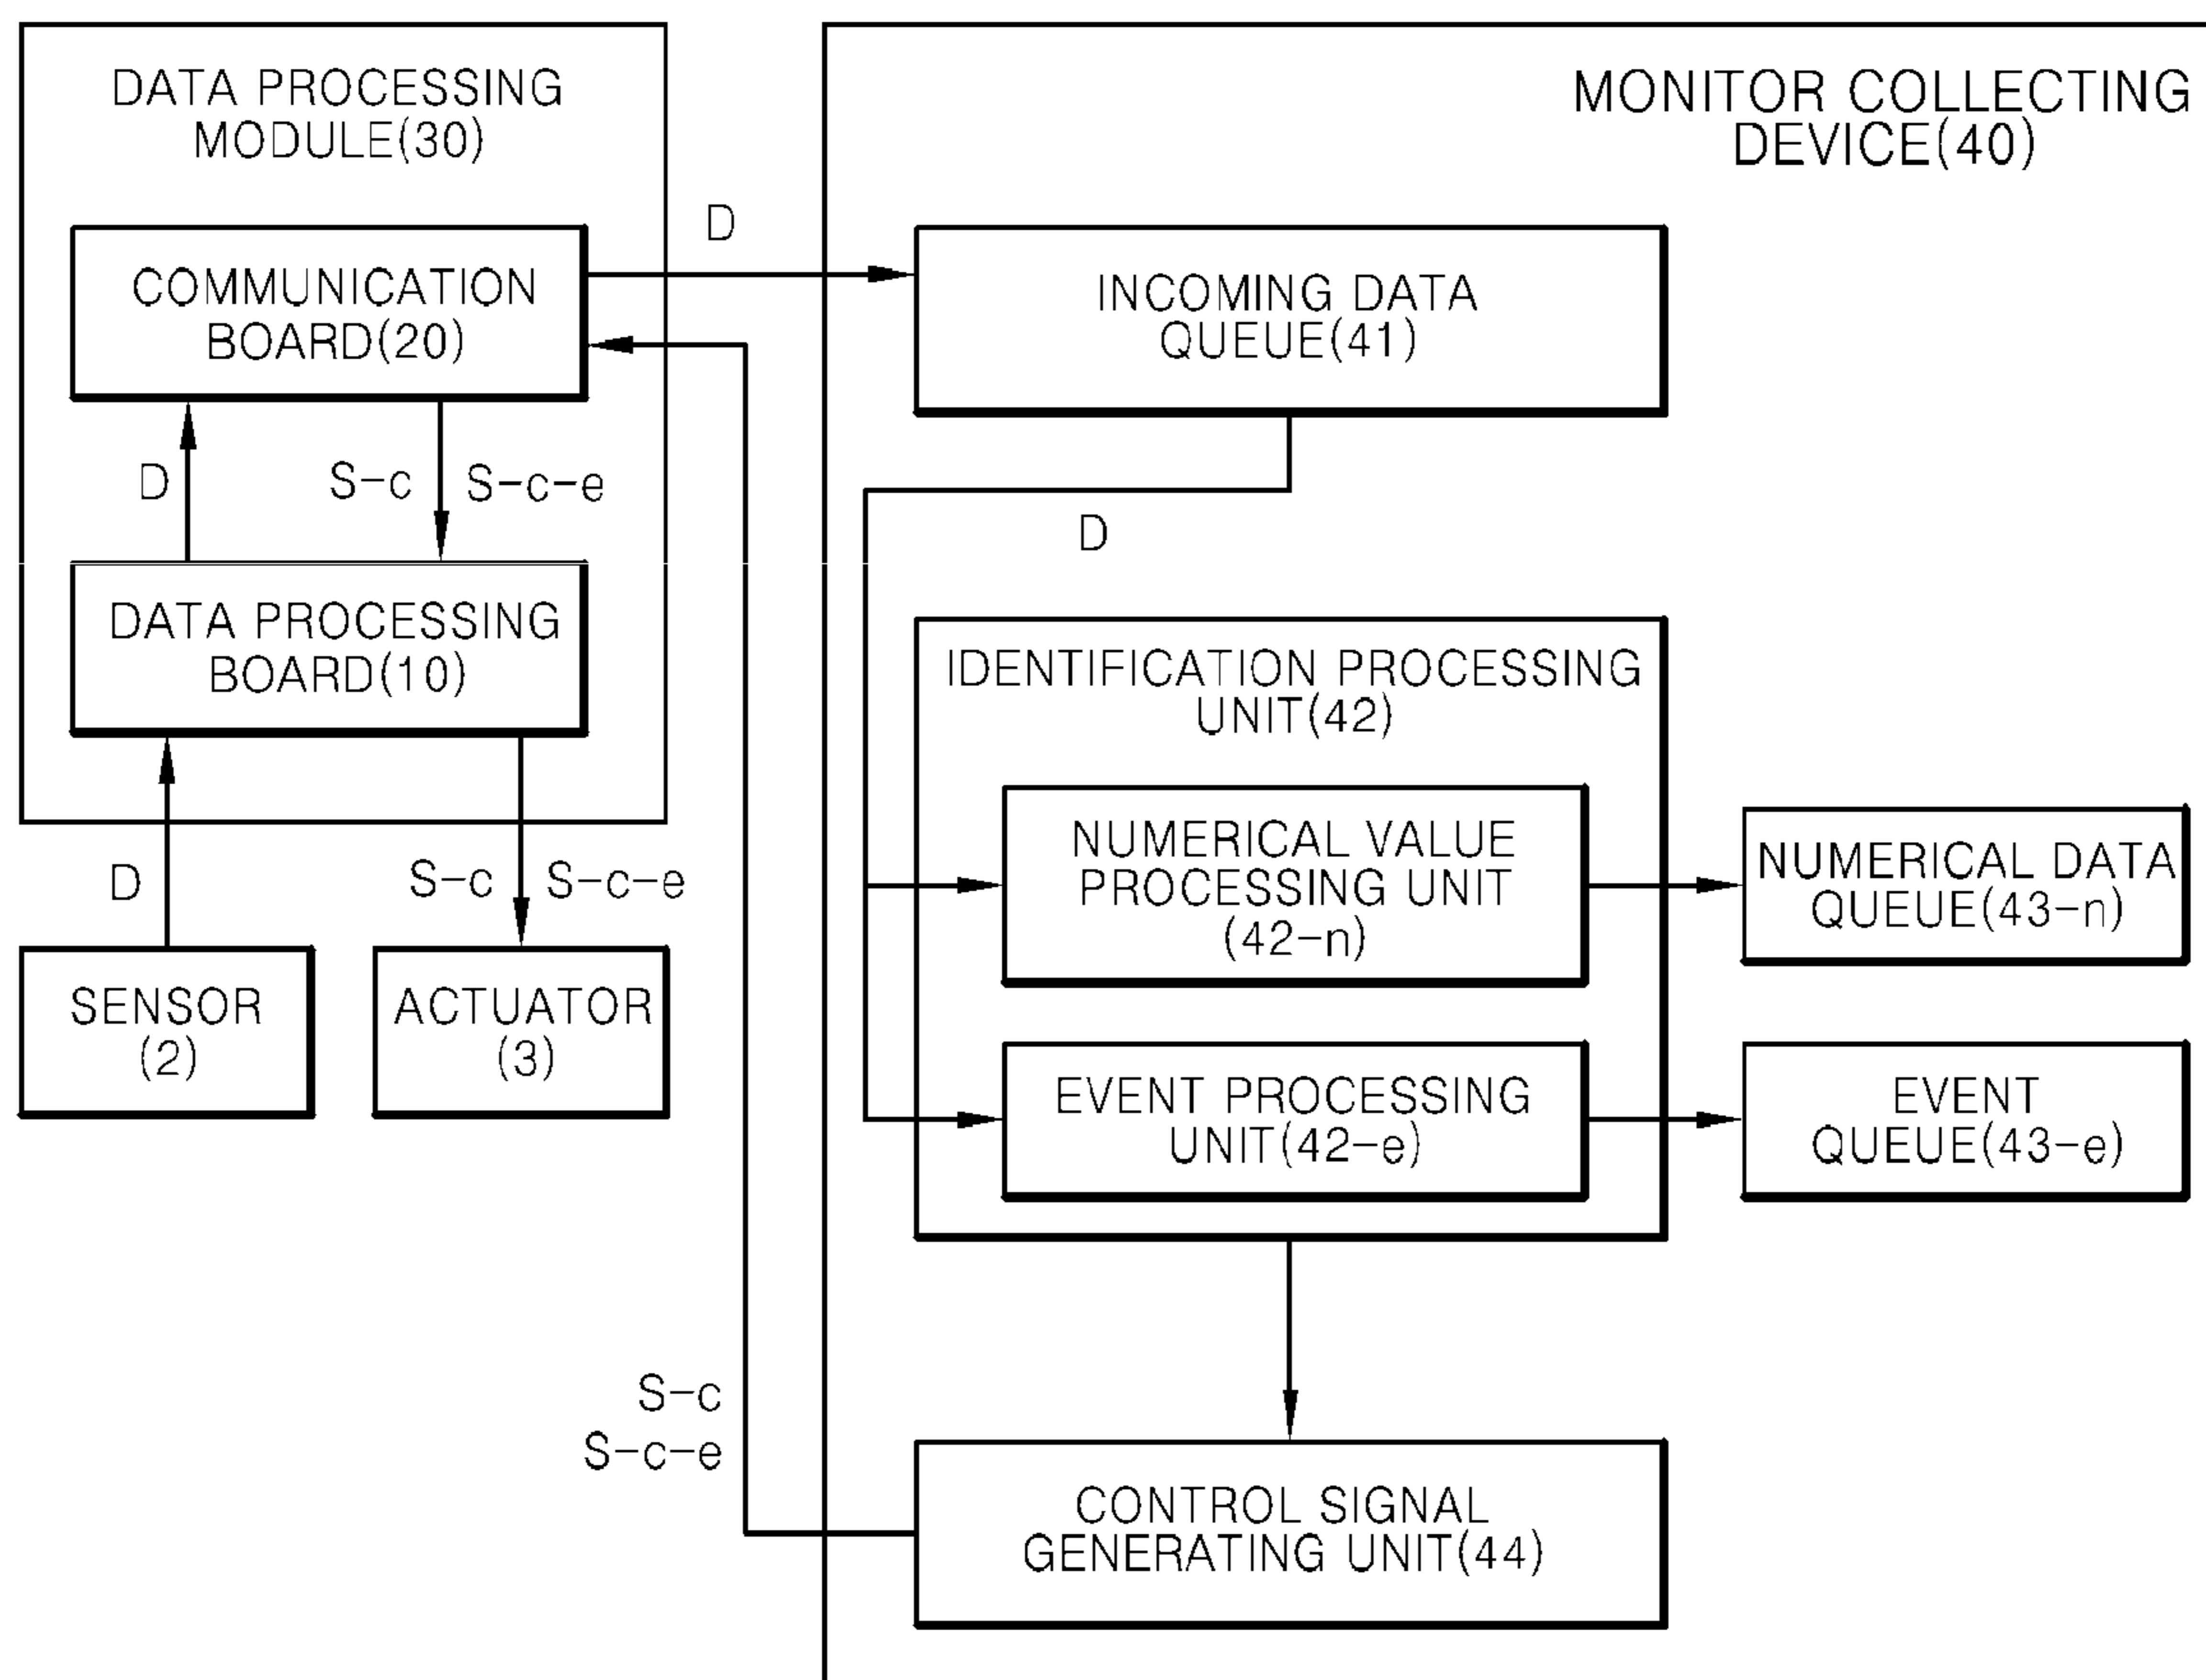 DATA PROCESSING
MODULE(30)
MONITOR COLLECTING
DEVICE(40)
D
COMMUNICATION
BOARD(20)
INCOMING DATA
QUEUE(41)
D
S-c
S-c-e
D
DATA PROCESSING
BOARD(10)
IDENTIFICATION PROCESSING
UNIT(42)
D
S-c
S-c-e
NUMERICAL VALUE
PROCESSING UNIT
(42-n)
NUMERICAL DATA
QUEUE(43-n)
SENSOR
(2)
ACTUATOR
(3)
EVENT PROCESSING
UNIT(42-e)
EVENT
QUEUE(43-e)
S-c
S-c-e
CONTROL SIGNAL
GENERATING UNIT(44)